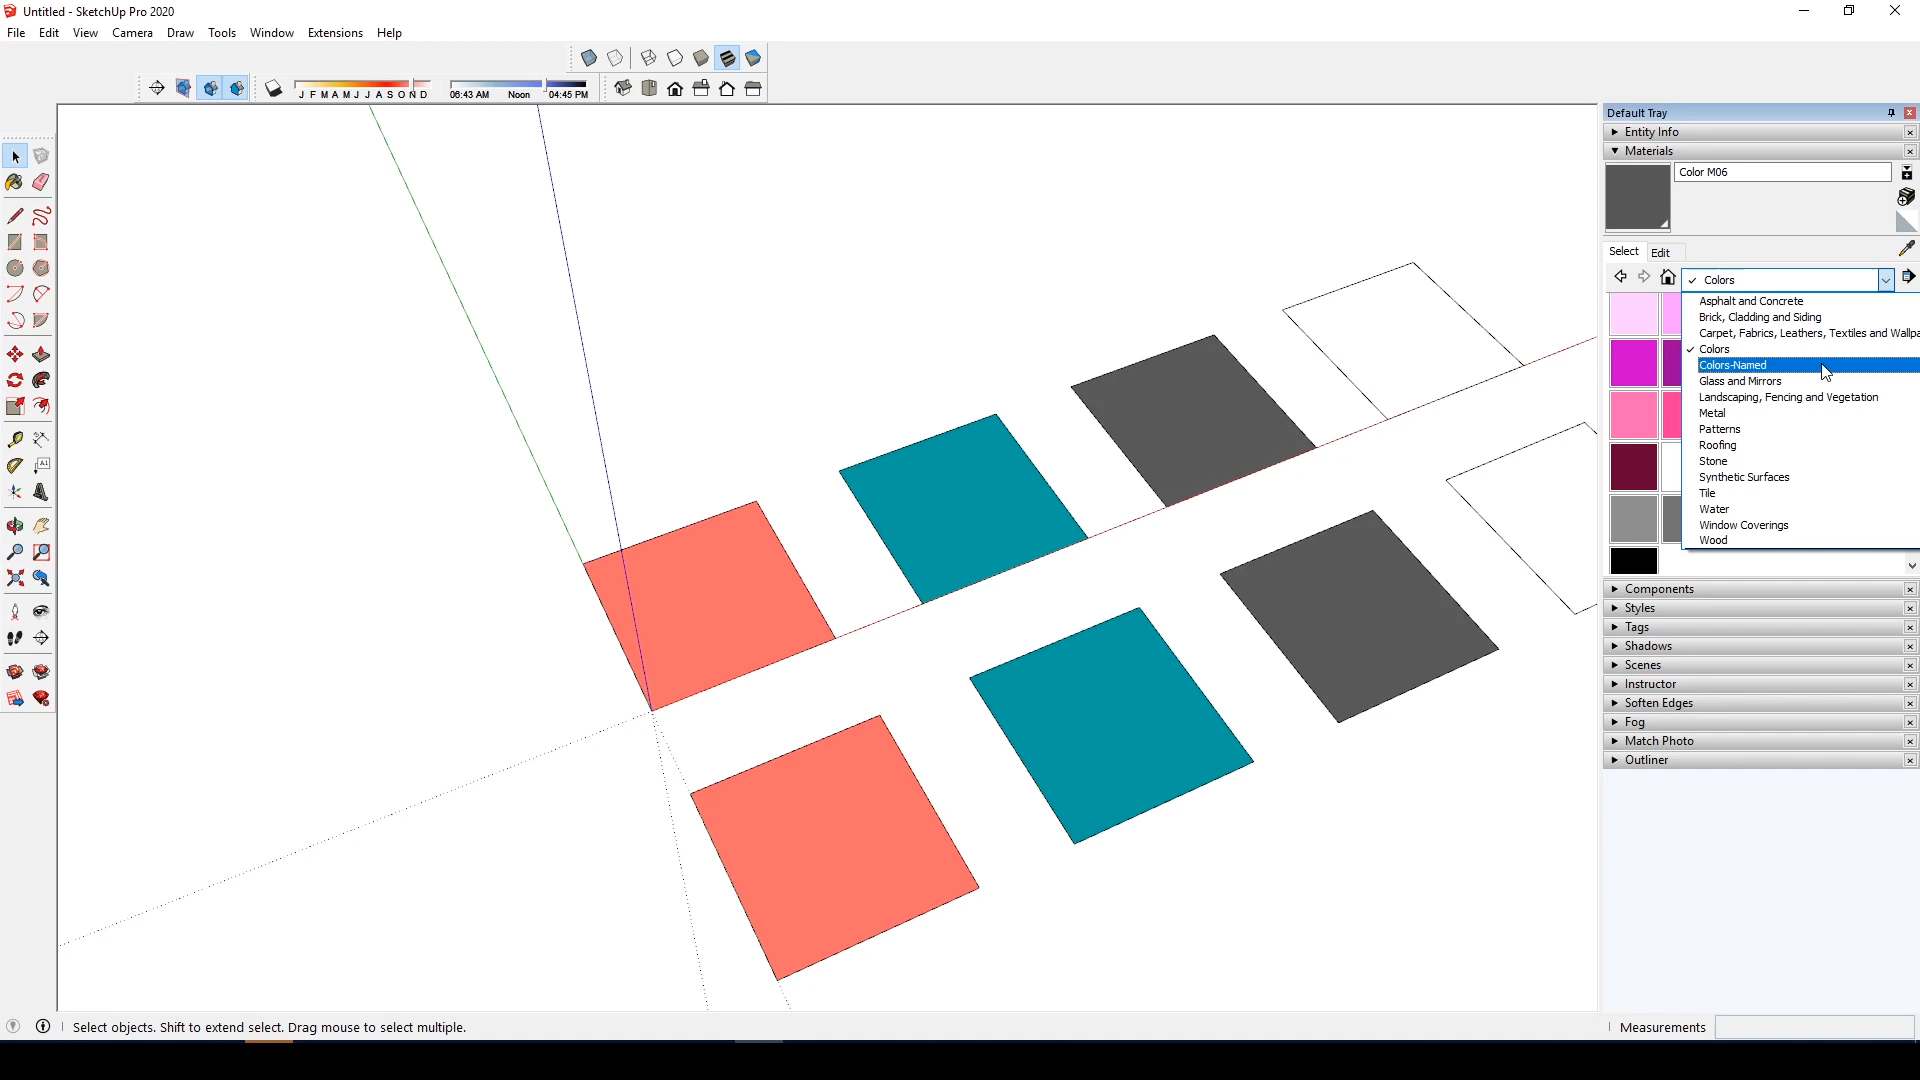 Untitled - SketchUp Pro 2020
File Edit View Camera Draw Tools Window Extensions Help
J F M A M J J A S O N D
06:43 AM Noon 04:45 PM
Default Tray
Entity Info
Materials
Color M06
Select Edit
Colors
Asphalt and Concrete
Brick, Cladding and Siding
Carpet, Fabrics, Leathers, Textiles and Wallpa
Colors
Colors-Named
Glass and Mirrors
Landscaping, Fencing and Vegetation
Metal
Patterns
Roofing
Stone
Synthetic Surfaces
Tile
Water
Window Coverings
Wood
Components
Styles
Tags
Shadows
Scenes
Instructor
Soften Edges
Fog
Match Photo
Outliner
A1
Select objects. Shift to extend select. Drag mouse to select multiple.
Measurements